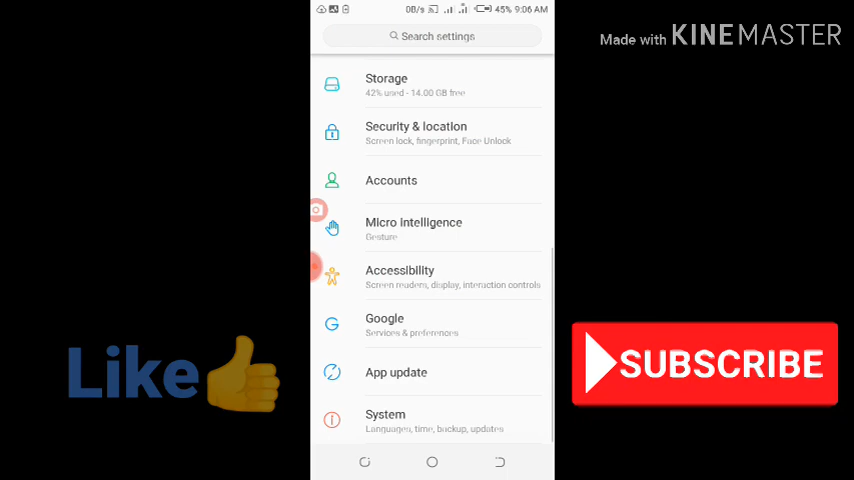 0B/s 45% 9:06 AM
Search settings
Made with KINEMASTER
Storage
42% used - 14.00 GB free
Security & location
Screen lock, fingerprint, Face Unlock
Accounts
Micro Intelligence
Gesture
Accessibility
Screen readers, display, interaction controls
Google
Services & preferences
Like
SUBSCRIBE
App update
System
Languages, time, backup, updates